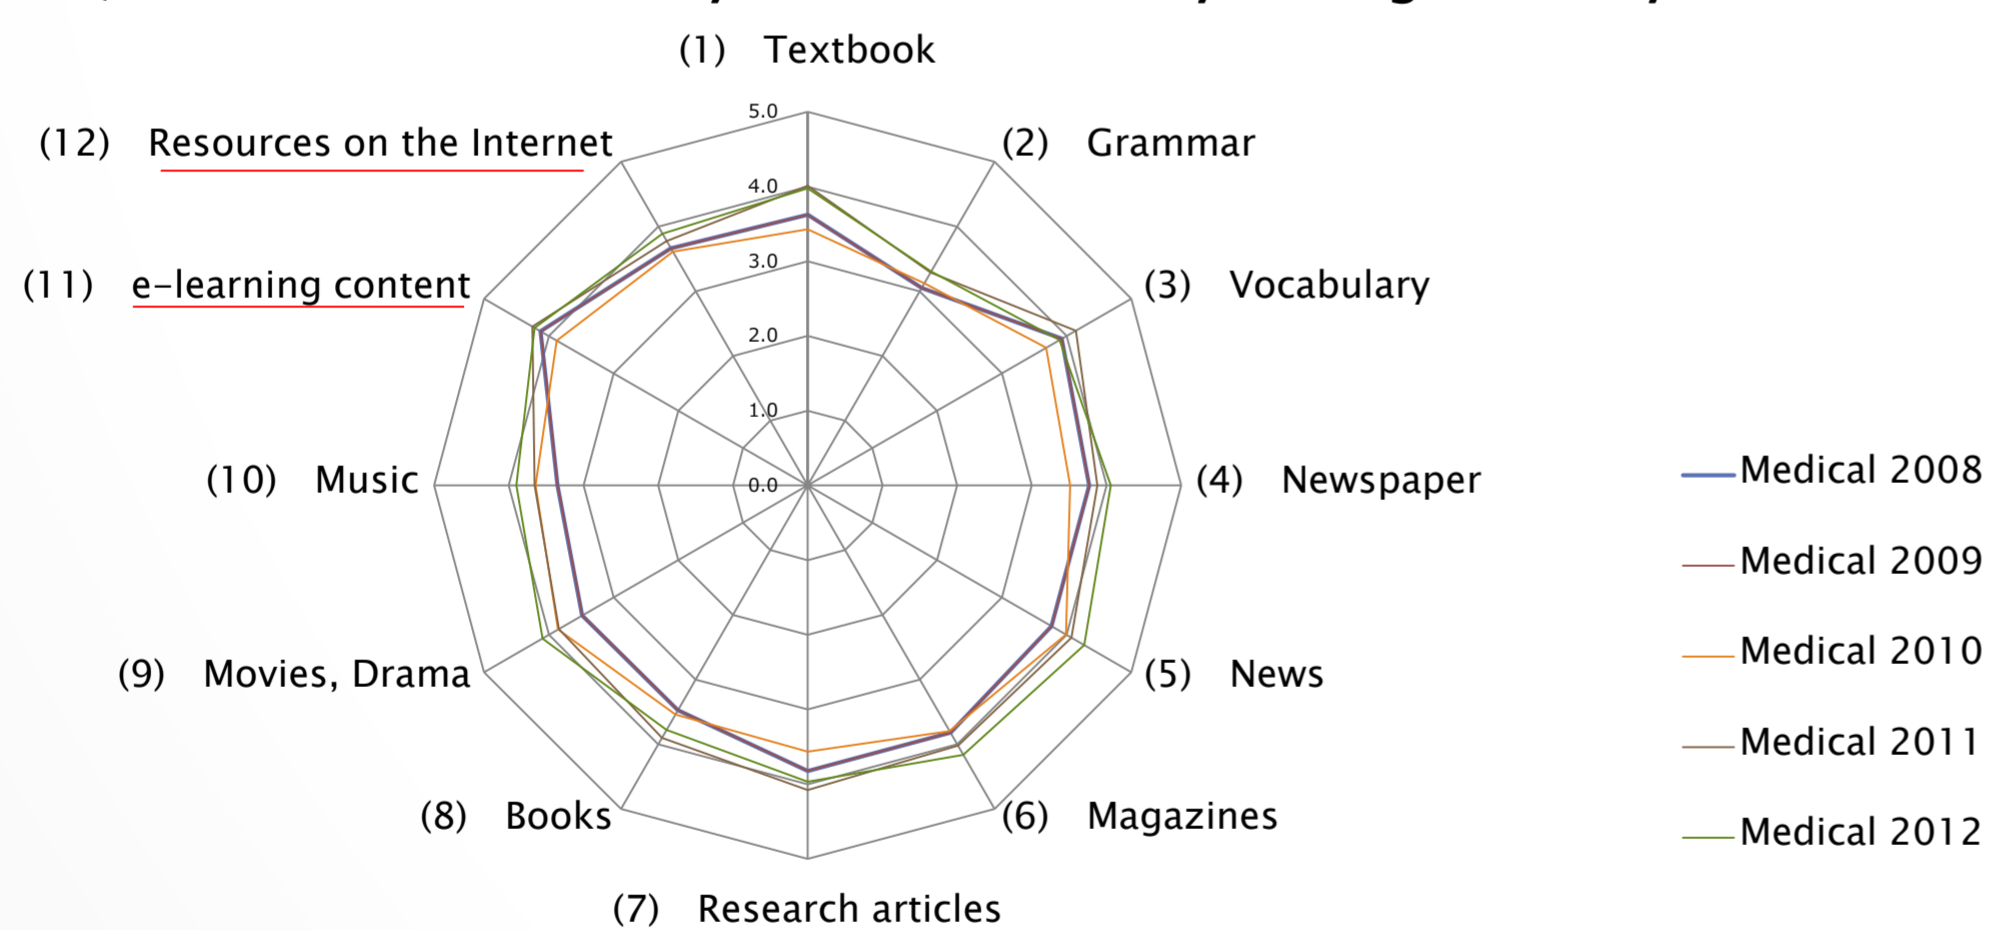 (1) Textbook
(12) Resources on the Internet
(2) Grammar
(11) e-learning content
(3) Vocabulary
(10) Music
(4) Newspaper
(9) Movies, Drama
(5) News
(8) Books
(6) Magazines
(7) Research articles
5.0
4.0
3.0
2.0
1.0
0.0
Medical 2008
Medical 2009
Medical 2010
Medical 2011
Medical 2012